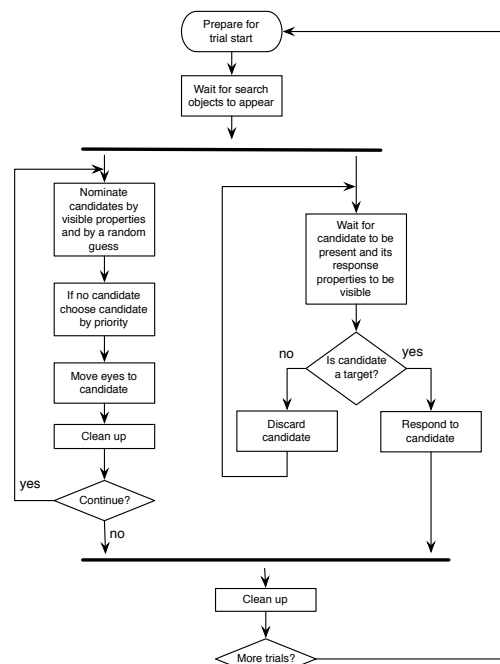 Prepare for
trial start
Wait for search
objects to appear
Nominate
candidates by
visible properties
and by a random
guess
If no candidate
choose candidate
by priority
Move eyes to
candidate
Clean up
yes
Continue?
no
Wait for
candidate to be
present and its
response
properties to be
visible
no
Is candidate
a target?
yes
Discard
candidate
Respond to
candidate
Clean up
More trials?